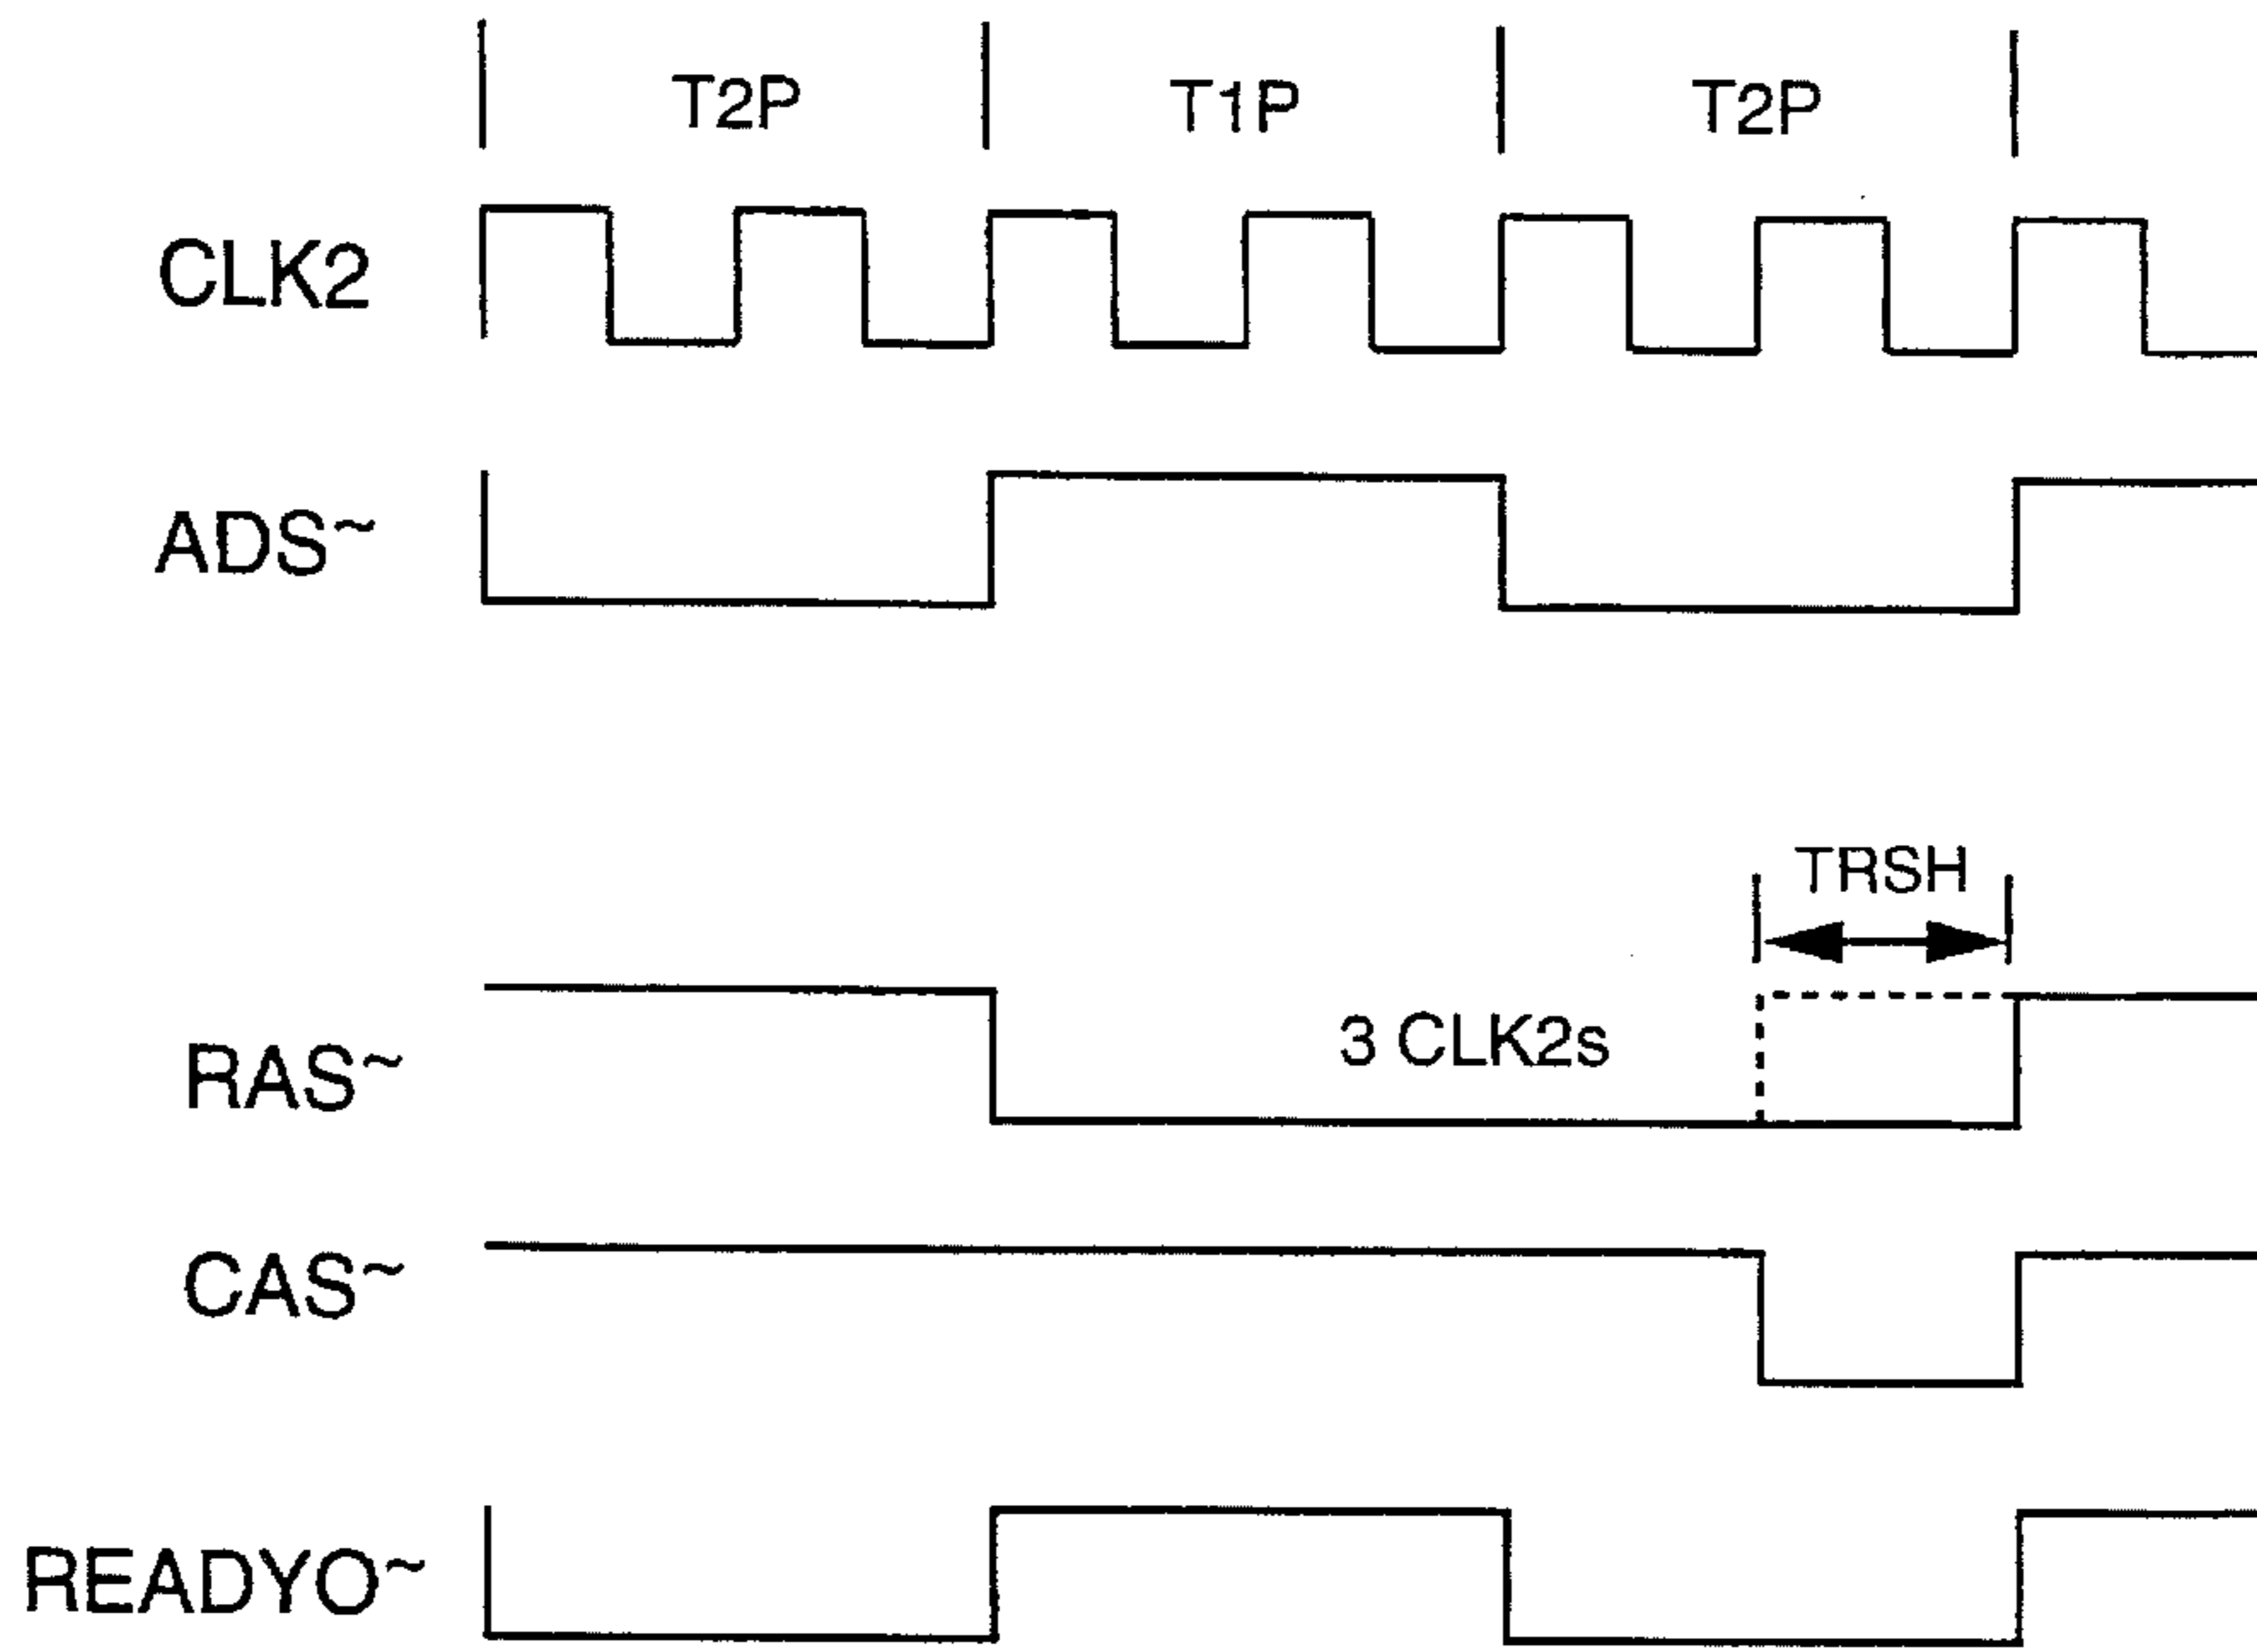 T2P T1P T2P
CLK2
ADS~
TRSH
3 CLK2s
RAS~
CAS~
READYO~